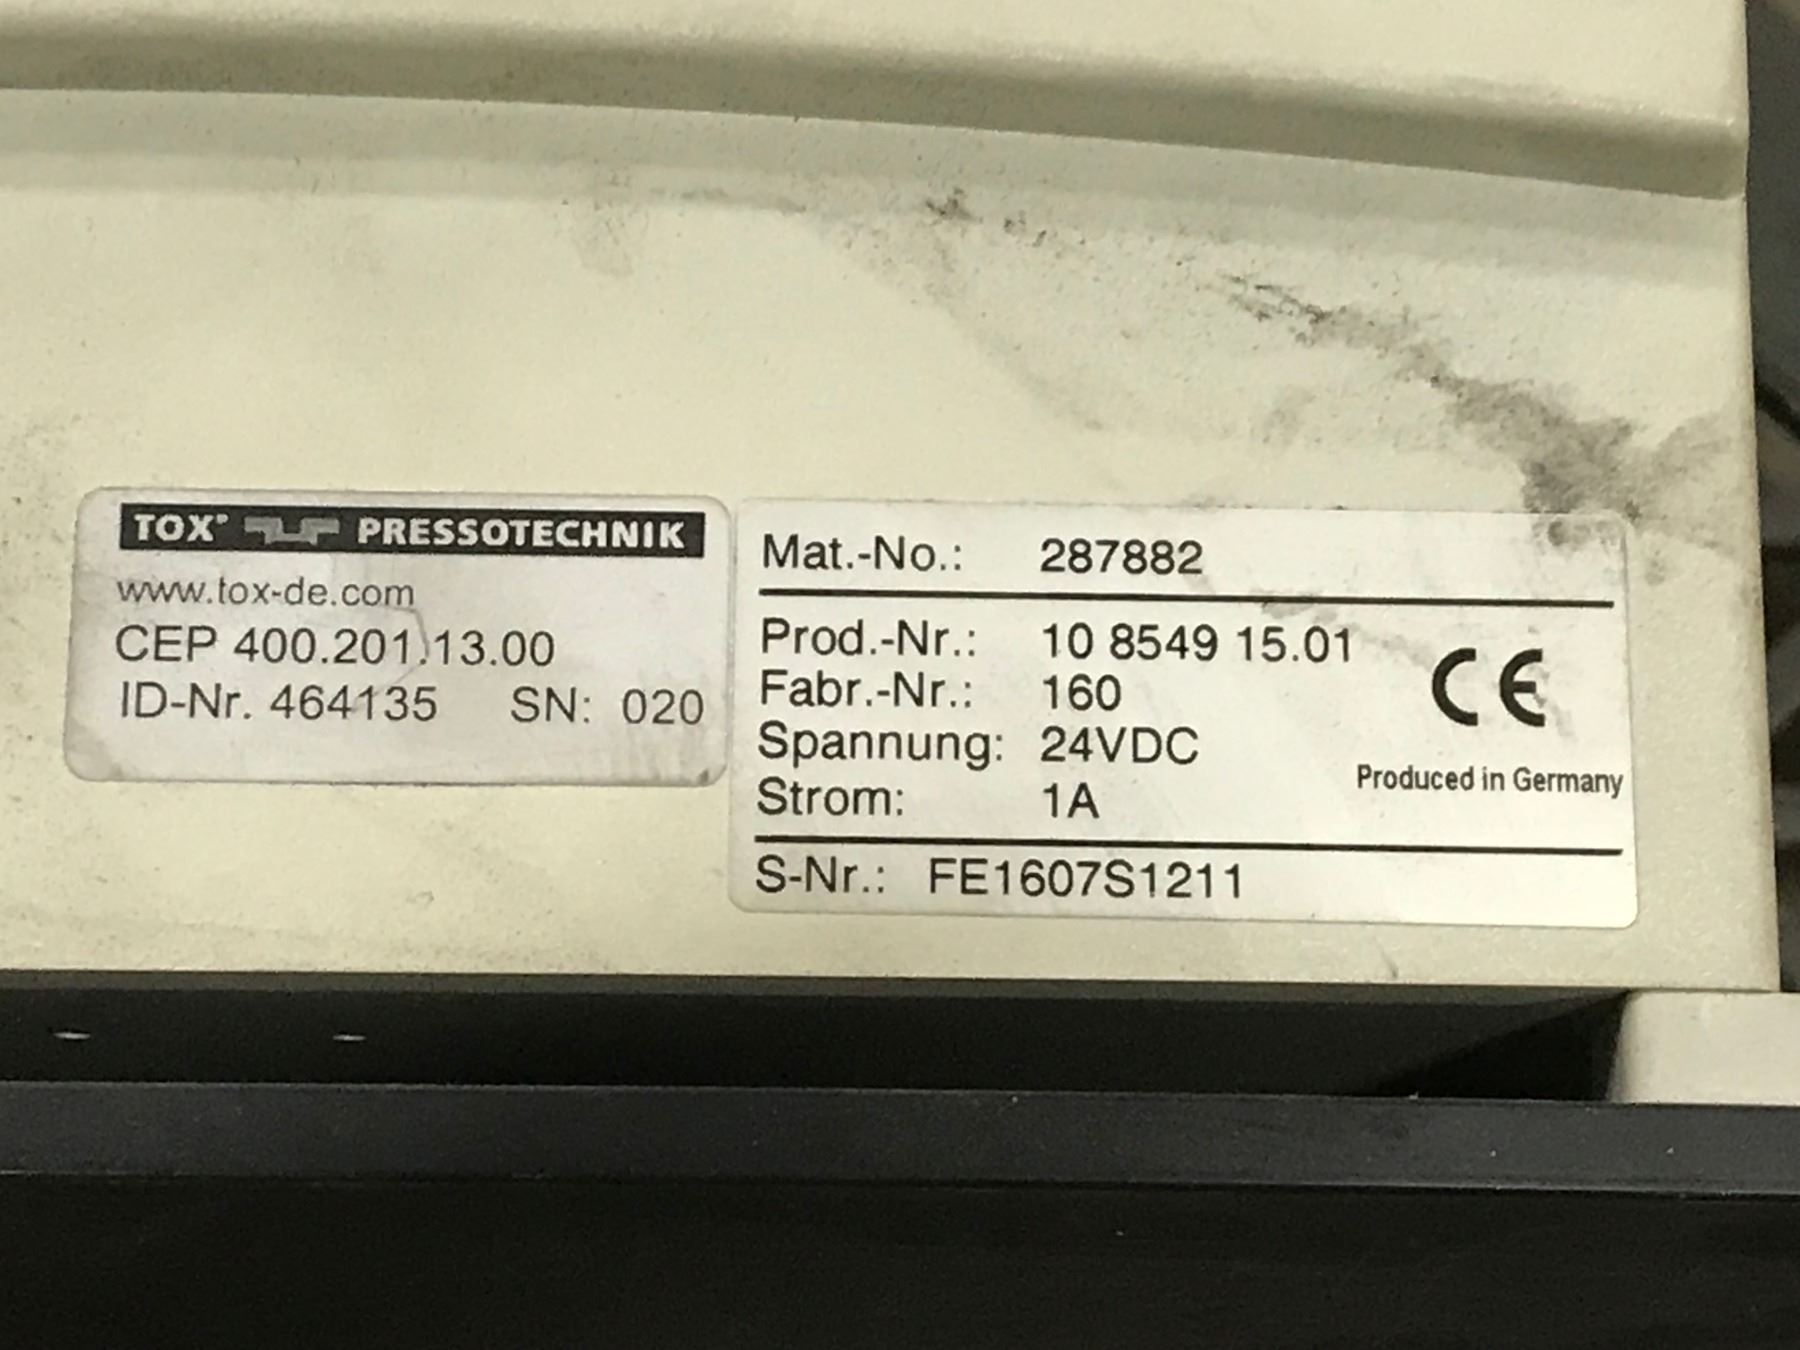 TOX® PRESSOTECHNIK
www.tox-de.com
CEP 400.201.13.00
ID-Nr. 464135 SN: 020
Mat.-No.: 287882
Prod.-Nr.: 10 8549 15.01
Fabr.-Nr.: 160
Spannung: 24VDC
Strom: 1A
CE
Produced in Germany
S-Nr.: FE1607S1211